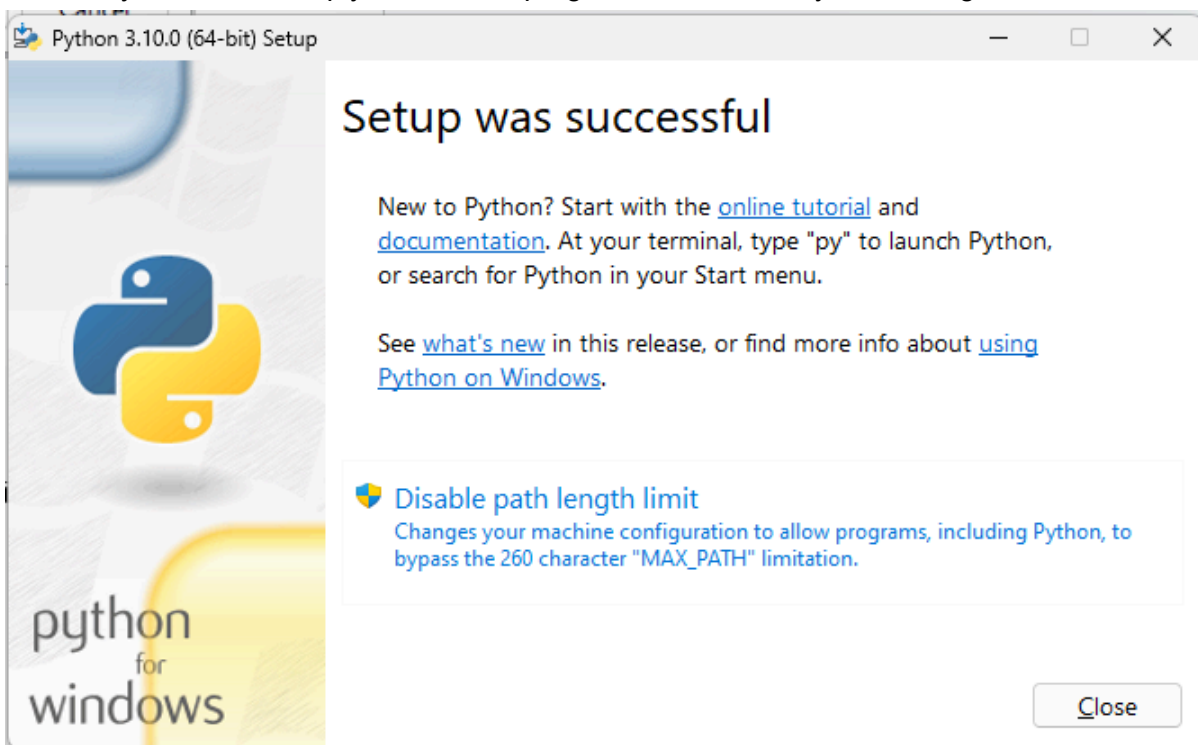 Cancel
Python 3.10.0 (64-bit) Setup
Setup was successful
New to Python? Start with the online tutorial and
documentation. At your terminal, type "py" to launch Python,
or search for Python in your Start menu.
See what's new in this release, or find more info about using
Python on Windows.
Disable path length limit
Changes your machine configuration to allow programs, including Python, to
bypass the 260 character "MAX_PATH" limitation.
python
for
windows
Close